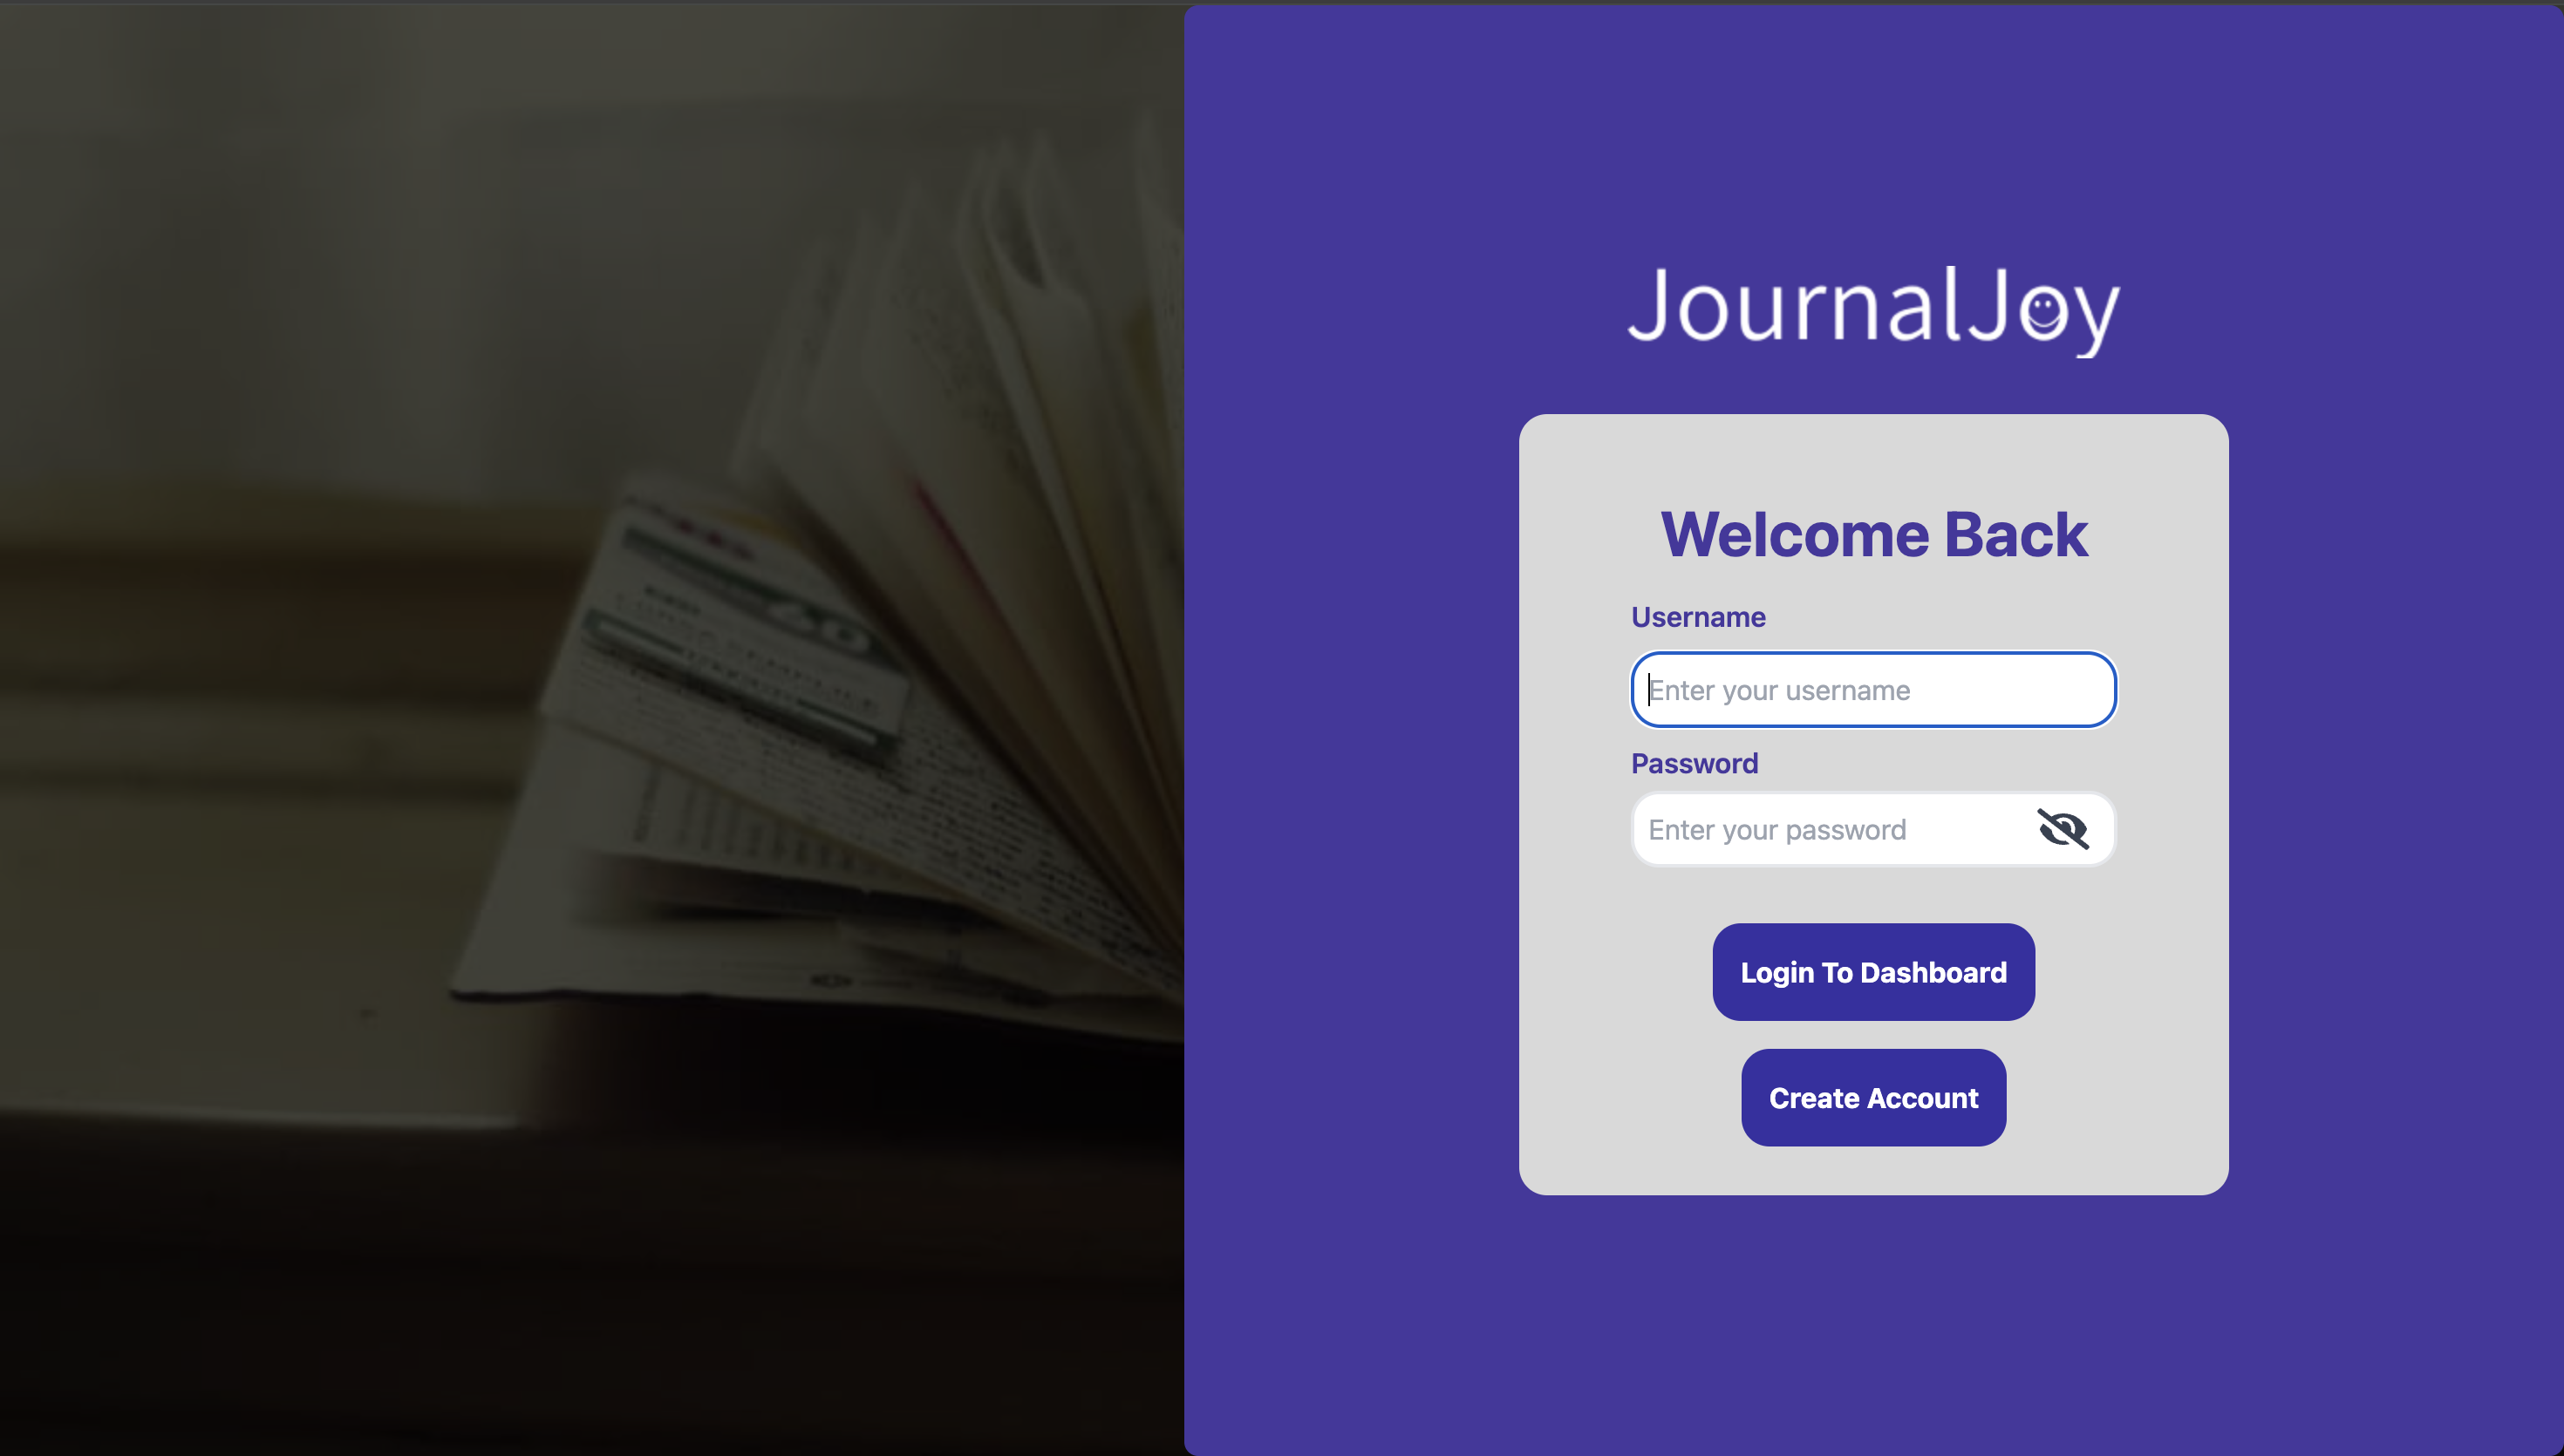 JournalJoy
Welcome Back
Username
Enter your username
Password
Enter your password
Login To Dashboard
Create Account